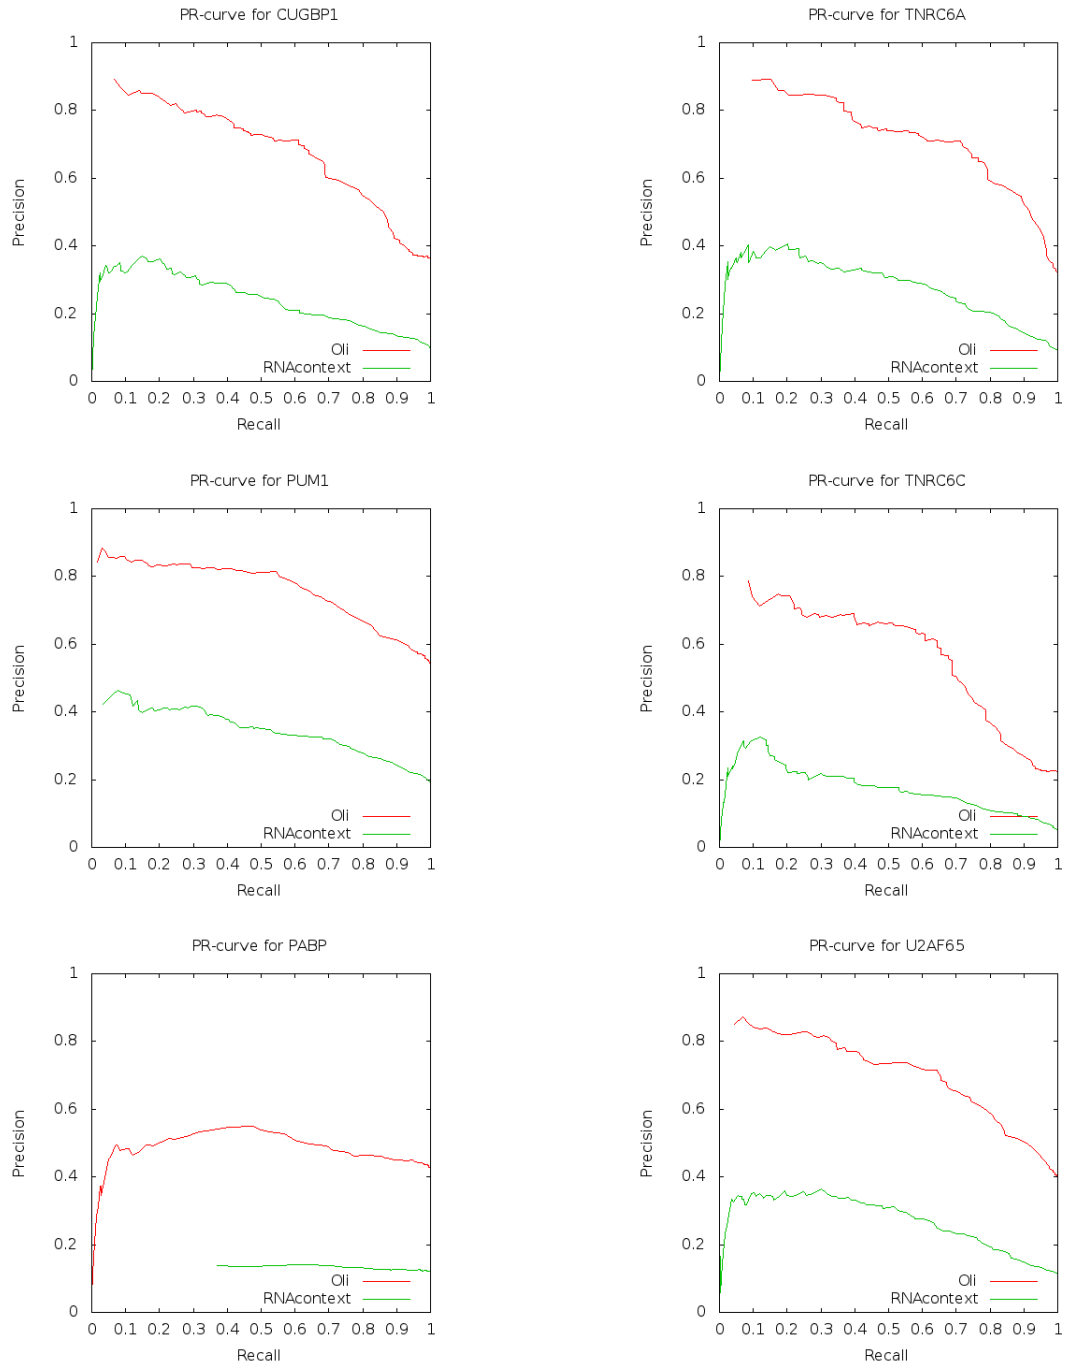 PR-curve for CUGBP1
Precision
1
0.8
0.6
0.4
0.2
0
Oli
RNAcontext
0 0.1 0.2 0.3 0.4 0.5 0.6 0.7 0.8 0.9 1
Recall
PR-curve for TNRC6A
Precision
1
0.8
0.6
0.4
0.2
0
Oli
RNAcontext
0 0.1 0.2 0.3 0.4 0.5 0.6 0.7 0.8 0.9 1
Recall
PR-curve for PUM1
Precision
1
0.8
0.6
0.4
0.2
0
Oli
RNAcontext
0 0.1 0.2 0.3 0.4 0.5 0.6 0.7 0.8 0.9 1
Recall
PR-curve for TNRC6C
Precision
1
0.8
0.6
0.4
0.2
0
Oli
RNAcontext
0 0.1 0.2 0.3 0.4 0.5 0.6 0.7 0.8 0.9 1
Recall
PR-curve for PABP
Precision
1
0.8
0.6
0.4
0.2
0
Oli
RNAcontext
0 0.1 0.2 0.3 0.4 0.5 0.6 0.7 0.8 0.9 1
Recall
PR-curve for U2AF65
Precision
1
0.8
0.6
0.4
0.2
0
Oli
RNAcontext
0 0.1 0.2 0.3 0.4 0.5 0.6 0.7 0.8 0.9 1
Recall